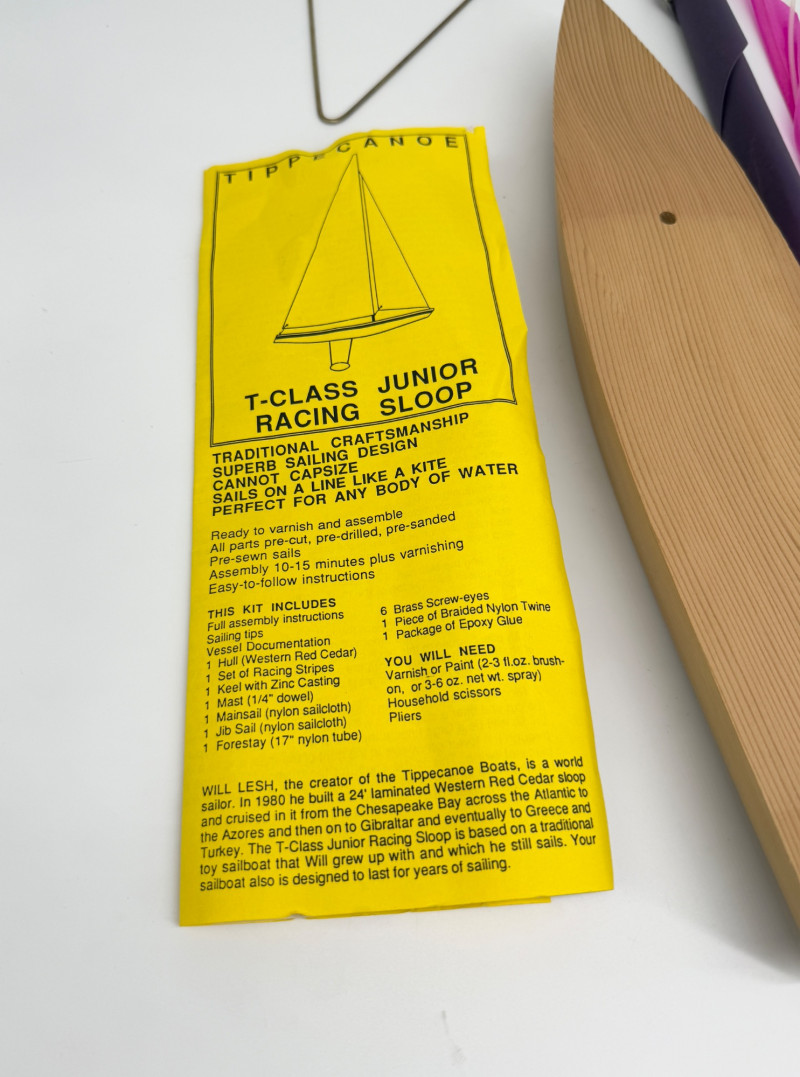 TIPPECANOE
T-CLASS JUNIOR
RACING SLOOP
TRADITIONAL CRAFTSMANSHIP
SUPERB SAILING DESIGN
CANNOT CAPSIZE
SAILS ON A LINE LIKE A KITE
PERFECT FOR ANY BODY OF WATER
Ready to varnish and assemble
All parts pre-cut, pre-drilled, pre-sanded
Pre-sewn sails
Assembly 10-15 minutes plus varnishing
Easy-to-follow instructions
THIS KIT INCLUDES
Full assembly instructions
Sailing tips
Vessel Documentation
1 Hull (Western Red Cedar)
1 Set of Racing Stripes
1 Keel with Zinc Casting
1 Mast (1/4" dowel)
1 Mainsail (nylon sailcloth)
1 Jib Sail (nylon sailcloth)
1 Forestay (17" nylon tube)
6 Brass Screw-eyes
1 Piece of Braided Nylon Twine
1 Package of Epoxy Glue
YOU WILL NEED
Varnish or Paint (2-3 fl.oz. brush-
on, or 3-6 oz. net wt. spray)
Household scissors
Pliers
WILL LESH, the creator of the Tippecanoe Boats, is a world
sailor. In 1980 he built a 24' laminated Western Red Cedar sloop
and cruised in it from the Chesapeake Bay across the Atlantic to
the Azores and then on to Gibraltar and eventually to Greece and
Turkey. The T-Class Junior Racing Sloop is based on a traditional
toy sailboat that Will grew up with and which he still sails. Your
sailboat also is designed to last for years of sailing.